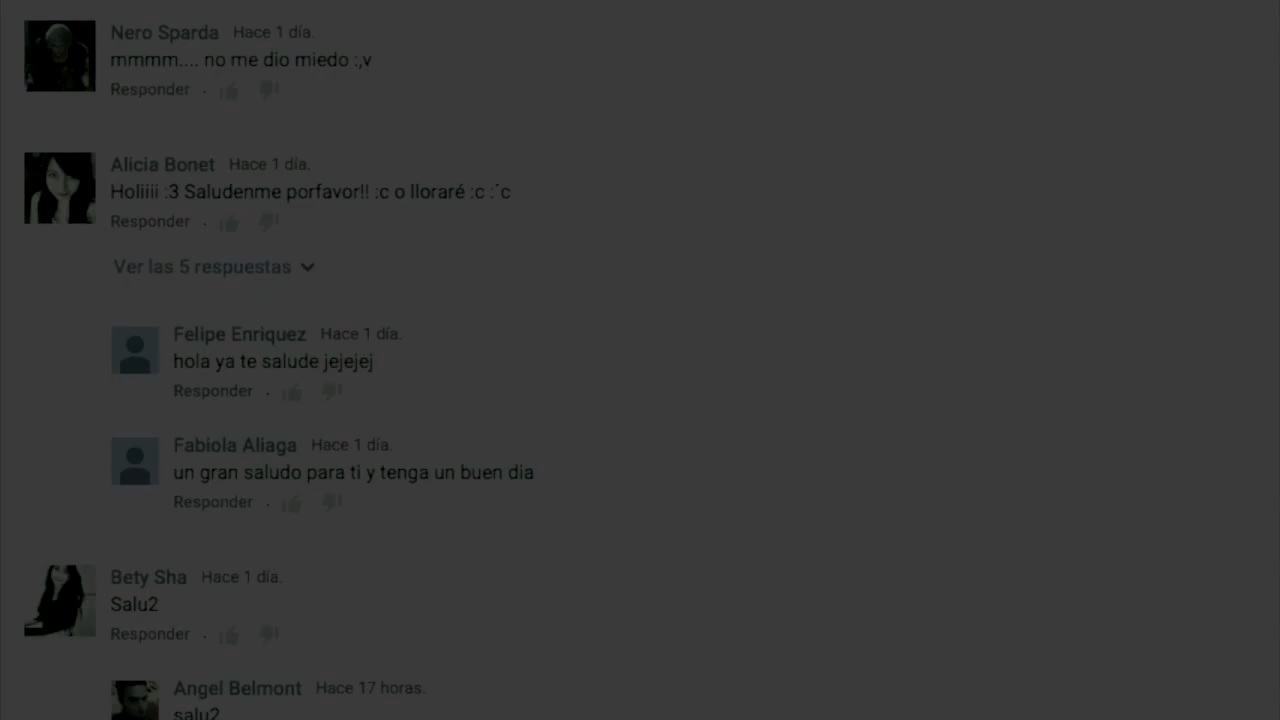 Nero Sparda Hace 1 día.
mmmm.... no me dio miedo :,v
Responder .
Alicia Bonet Hace 1 día.
Holiiii :3 Saludenme porfavor!! :c o lloraré :c :´c
Responder .
Ver las 5 respuestas
Felipe Enriquez Hace 1 día.
hola ya te salude jejejej
Responder .
Fabiola Aliaga Hace 1 día.
un gran saludo para ti y tenga un buen dia
Responder .
Bety Sha Hace 1 día.
Salu2
Responder .
Angel Belmont Hace 17 horas.
salu2